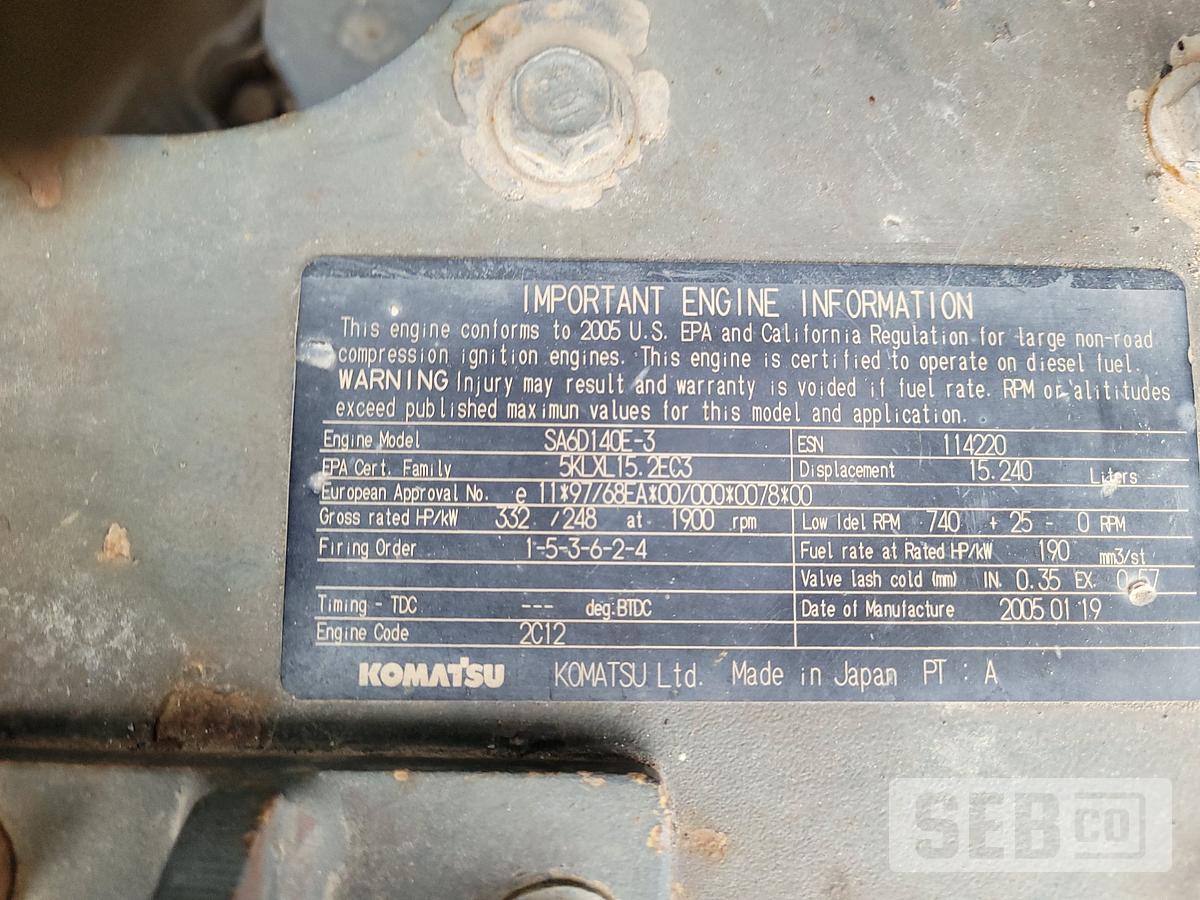 IMPORTANT ENGINE INFORMATION
This engine conforms to 2005 U.S. EPA and California Regulation for large non-road
compression ignition engines. This engine is certified to operate on diesel fuel.
WARNING Injury may result and warranty is voided if fuel rate. RPM or alititudes
exceed published maximun values for this model and application.
Engine Model SA6D140E-3 ESN 114220
EPA Cert. Family 5KLXL15.2EC3 Displacement 15.240 Liters
European Approval No. e 11*97//68EA*00/000*0078*00
Gross rated HP/kW 332 /248 at 1900 rpm Low Idel RPM 740 + 25 - 0 RPM
Firing Order 1-5-3-6-2-4 Fuel rate at Rated HP/kW 190 mm3/st
Valve lash cold (mm) IN. 0.35 EX. 0.57
Timing - TDC --- deg:BTDC Date of Manufacture 2005 01 19
Engine Code 2C12
KOMATSU KOMATSU Ltd. Made in Japan PT : A
SEBCO